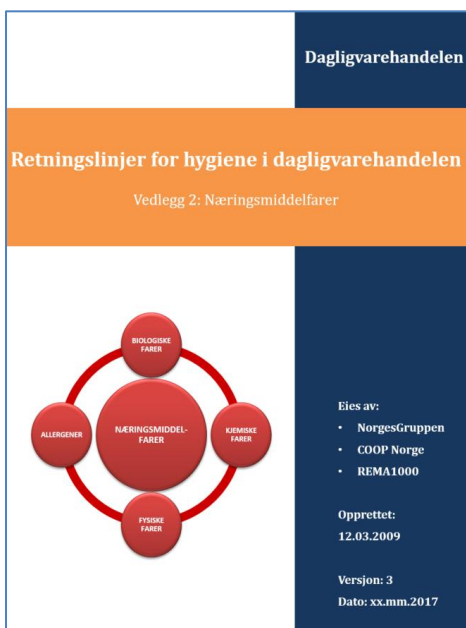 Dagligvarehandelen
Retningslinjer for hygiene i dagligvarehandelen
Vedlegg 2: Næringsmiddelfarer
BIOLOGISKE
FARER
ALLERGENER
NÆRINGSMIDDEL-
FARER
KJEMISKE
FARER
FYSISKE
FARER
Eies av:
• NorgesGruppen
• COOP Norge
• REMA1000
Opprettet:
12.03.2009
Versjon: 3
Dato: xx.mm.2017